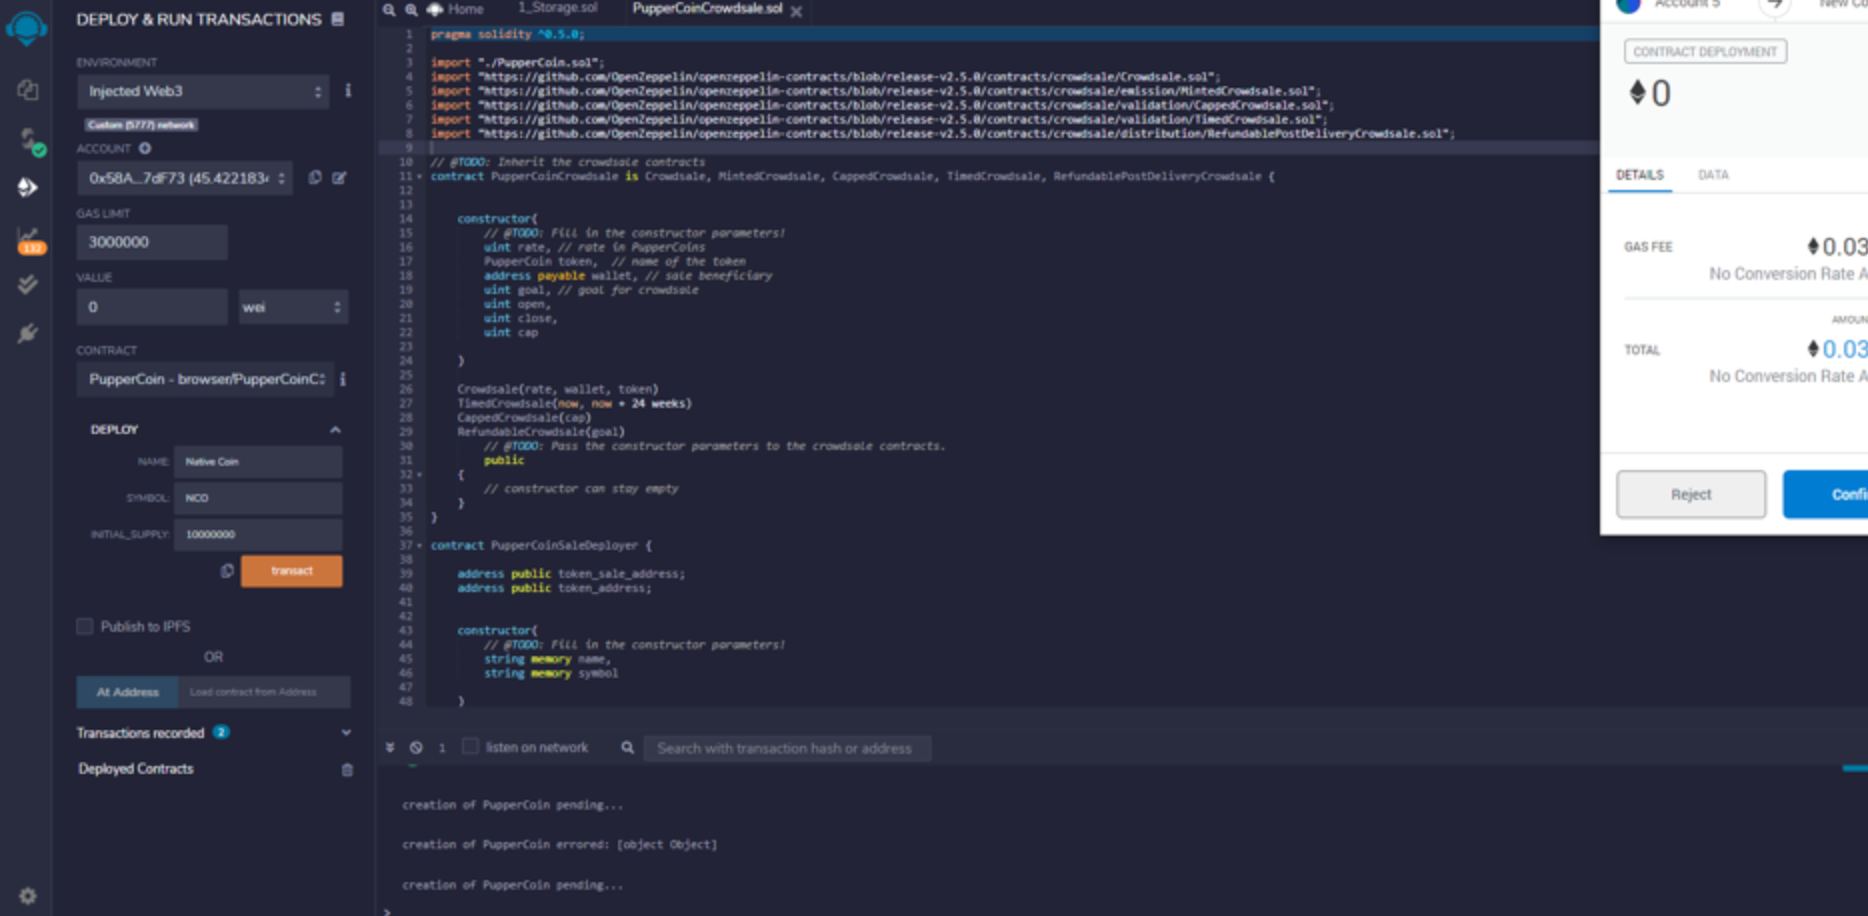 DEPLOY & RUN TRANSACTIONS
ENVIRONMENT
Injected Web3
Custom (5777) network
ACCOUNT
0x58A...7dF73 (45.4221834
GAS LIMIT
3000000
VALUE
0
wei
CONTRACT
PupperCoin - browser/PupperCoinC
DEPLOY
NAME: Native Coin
SYMBOL: NCO
INITIAL_SUPPLY: 10000000
transact
Publish to IPFS
OR
At Address Load contract from Address
Transactions recorded 2
Deployed Contracts
132
Home 1_Storage.sol PupperCoinCrowdsale.sol
1 pragma solidity ^0.5.0;
2
3 import "./PupperCoin.sol";
4 import "https://github.com/OpenZeppelin/openzeppelin-contracts/blob/release-v2.5.0/contracts/crowdsale/Crowdsale.sol";
5 import "https://github.com/OpenZeppelin/openzeppelin-contracts/blob/release-v2.5.0/contracts/crowdsale/emission/MintedCrowdsale.sol";
6 import "https://github.com/OpenZeppelin/openzeppelin-contracts/blob/release-v2.5.0/contracts/crowdsale/validation/CappedCrowdsale.sol";
7 import "https://github.com/OpenZeppelin/openzeppelin-contracts/blob/release-v2.5.0/contracts/crowdsale/validation/TimedCrowdsale.sol";
8 import "https://github.com/OpenZeppelin/openzeppelin-contracts/blob/release-v2.5.0/contracts/crowdsale/distribution/RefundablePostDeliveryCrowdsale.sol";
9
10 // @TODO: Inherit the crowdsale contracts
11 contract PupperCoinCrowdsale is Crowdsale, MintedCrowdsale, CappedCrowdsale, TimedCrowdsale, RefundablePostDeliveryCrowdsale {
12
13
14 constructor(
15 // @TODO: Fill in the constructor parameters!
16 uint rate, // rate in PupperCoins
17 PupperCoin token, // name of the token
18 address payable wallet, // sale beneficiary
19 uint goal, // goal for crowdsale
20 uint open,
21 uint close,
22 uint cap
23
24 )
25
26 Crowdsale(rate, wallet, token)
27 TimedCrowdsale(now, now + 24 weeks)
28 CappedCrowdsale(cap)
29 RefundableCrowdsale(goal)
30 // @TODO: Pass the constructor parameters to the crowdsale contracts.
31 public
32 {
33 // constructor can stay empty
34 }
35 }
36
37 contract PupperCoinSaleDeployer {
38
39 address public token_sale_address;
40 address public token_address;
41
42
43 constructor(
44 // @TODO: Fill in the constructor parameters!
45 string memory name,
46 string memory symbol
47
48 )
1 listen on network Search with transaction hash or address
creation of PupperCoin pending...
creation of PupperCoin errored: [object Object]
creation of PupperCoin pending...
>
Account 5 New Co
CONTRACT DEPLOYMENT
0
DETAILS DATA
GAS FEE 0.03
No Conversion Rate A
AMOUN
TOTAL 0.03
No Conversion Rate A
Reject Confi